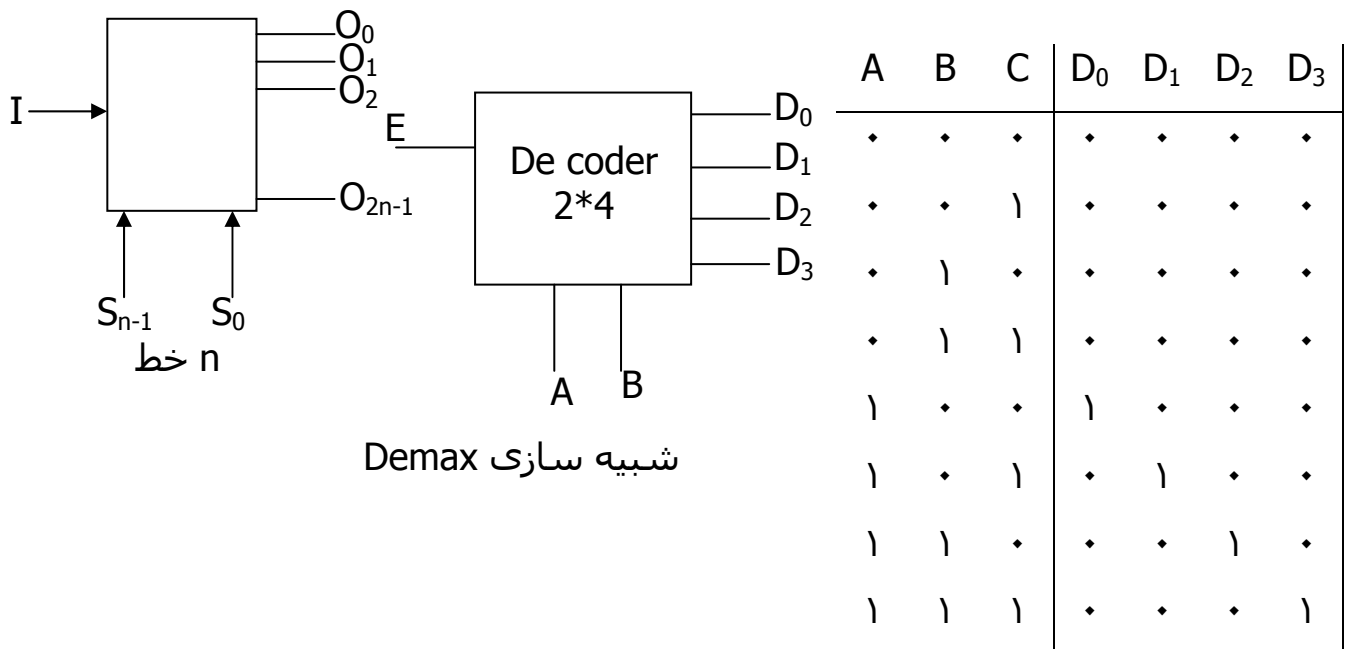 I
O₀
O₁
O₂
O₂ₙ₋₁
Sₙ₋₁ S₀
n خط
E
De coder
2*4
D₀
D₁
D₂
D₃
A B
شبیه سازی Demax
A B C D₀ D₁ D₂ D₃
۰ ۰ ۰ ۰ ۰ ۰ ۰
۰ ۰ ۱ ۰ ۰ ۰ ۰
۰ ۱ ۰ ۰ ۰ ۰ ۰
۰ ۱ ۱ ۰ ۰ ۰ ۰
۱ ۰ ۰ ۱ ۰ ۰ ۰
۱ ۰ ۱ ۰ ۱ ۰ ۰
۱ ۱ ۰ ۰ ۰ ۱ ۰
۱ ۱ ۱ ۰ ۰ ۰ ۱